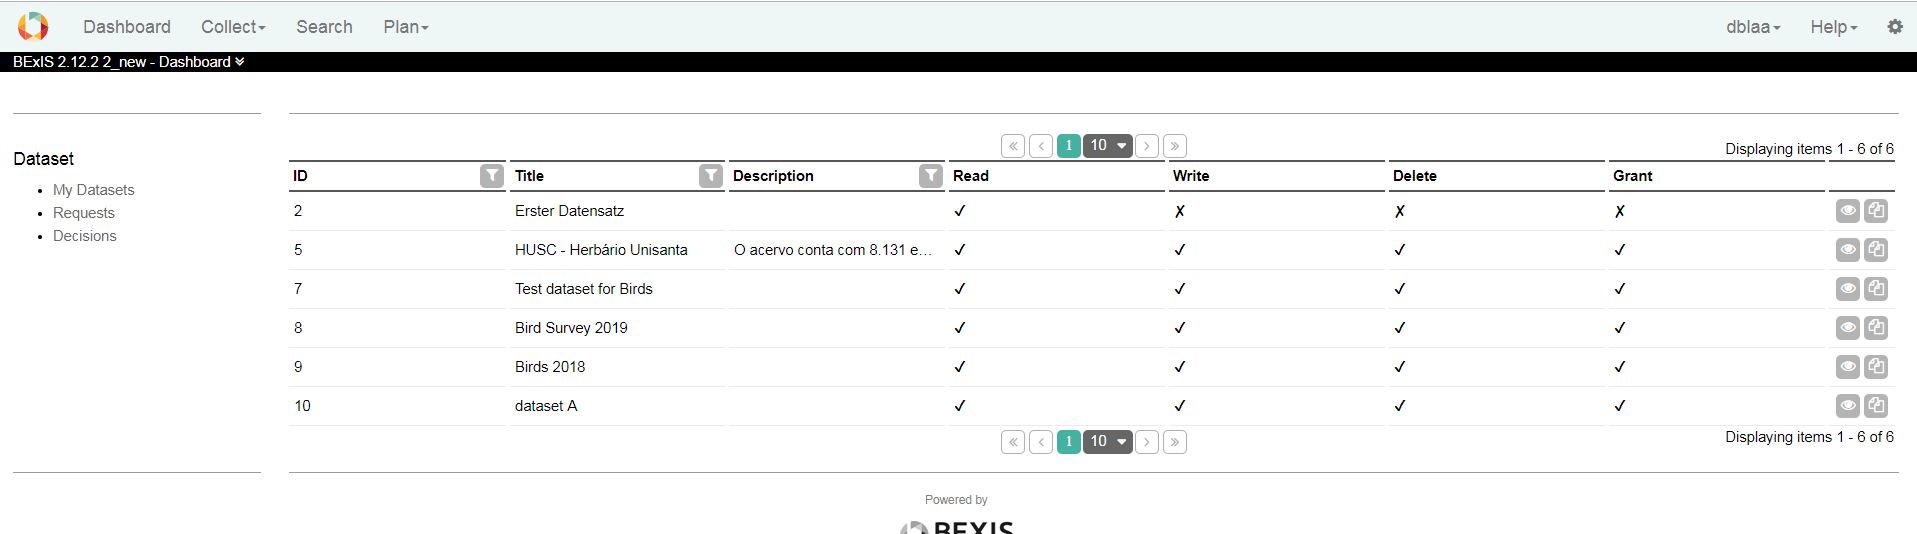 Dashboard Collect Search Plan dblaa Help
BExIS 2.12.2 2_new - Dashboard
Dataset
My Datasets
Requests
Decisions
1 10
Displaying items 1 - 6 of 6
ID Title Description Read Write Delete Grant
2 Erster Datensatz ✓ ✗ ✗ ✗
5 HUSC - Herbário Unisanta O acervo conta com 8.131 e... ✓ ✓ ✓ ✓
7 Test dataset for Birds ✓ ✓ ✓ ✓
8 Bird Survey 2019 ✓ ✓ ✓ ✓
9 Birds 2018 ✓ ✓ ✓ ✓
10 dataset A ✓ ✓ ✓ ✓
1 10
Displaying items 1 - 6 of 6
Powered by
BEXIS